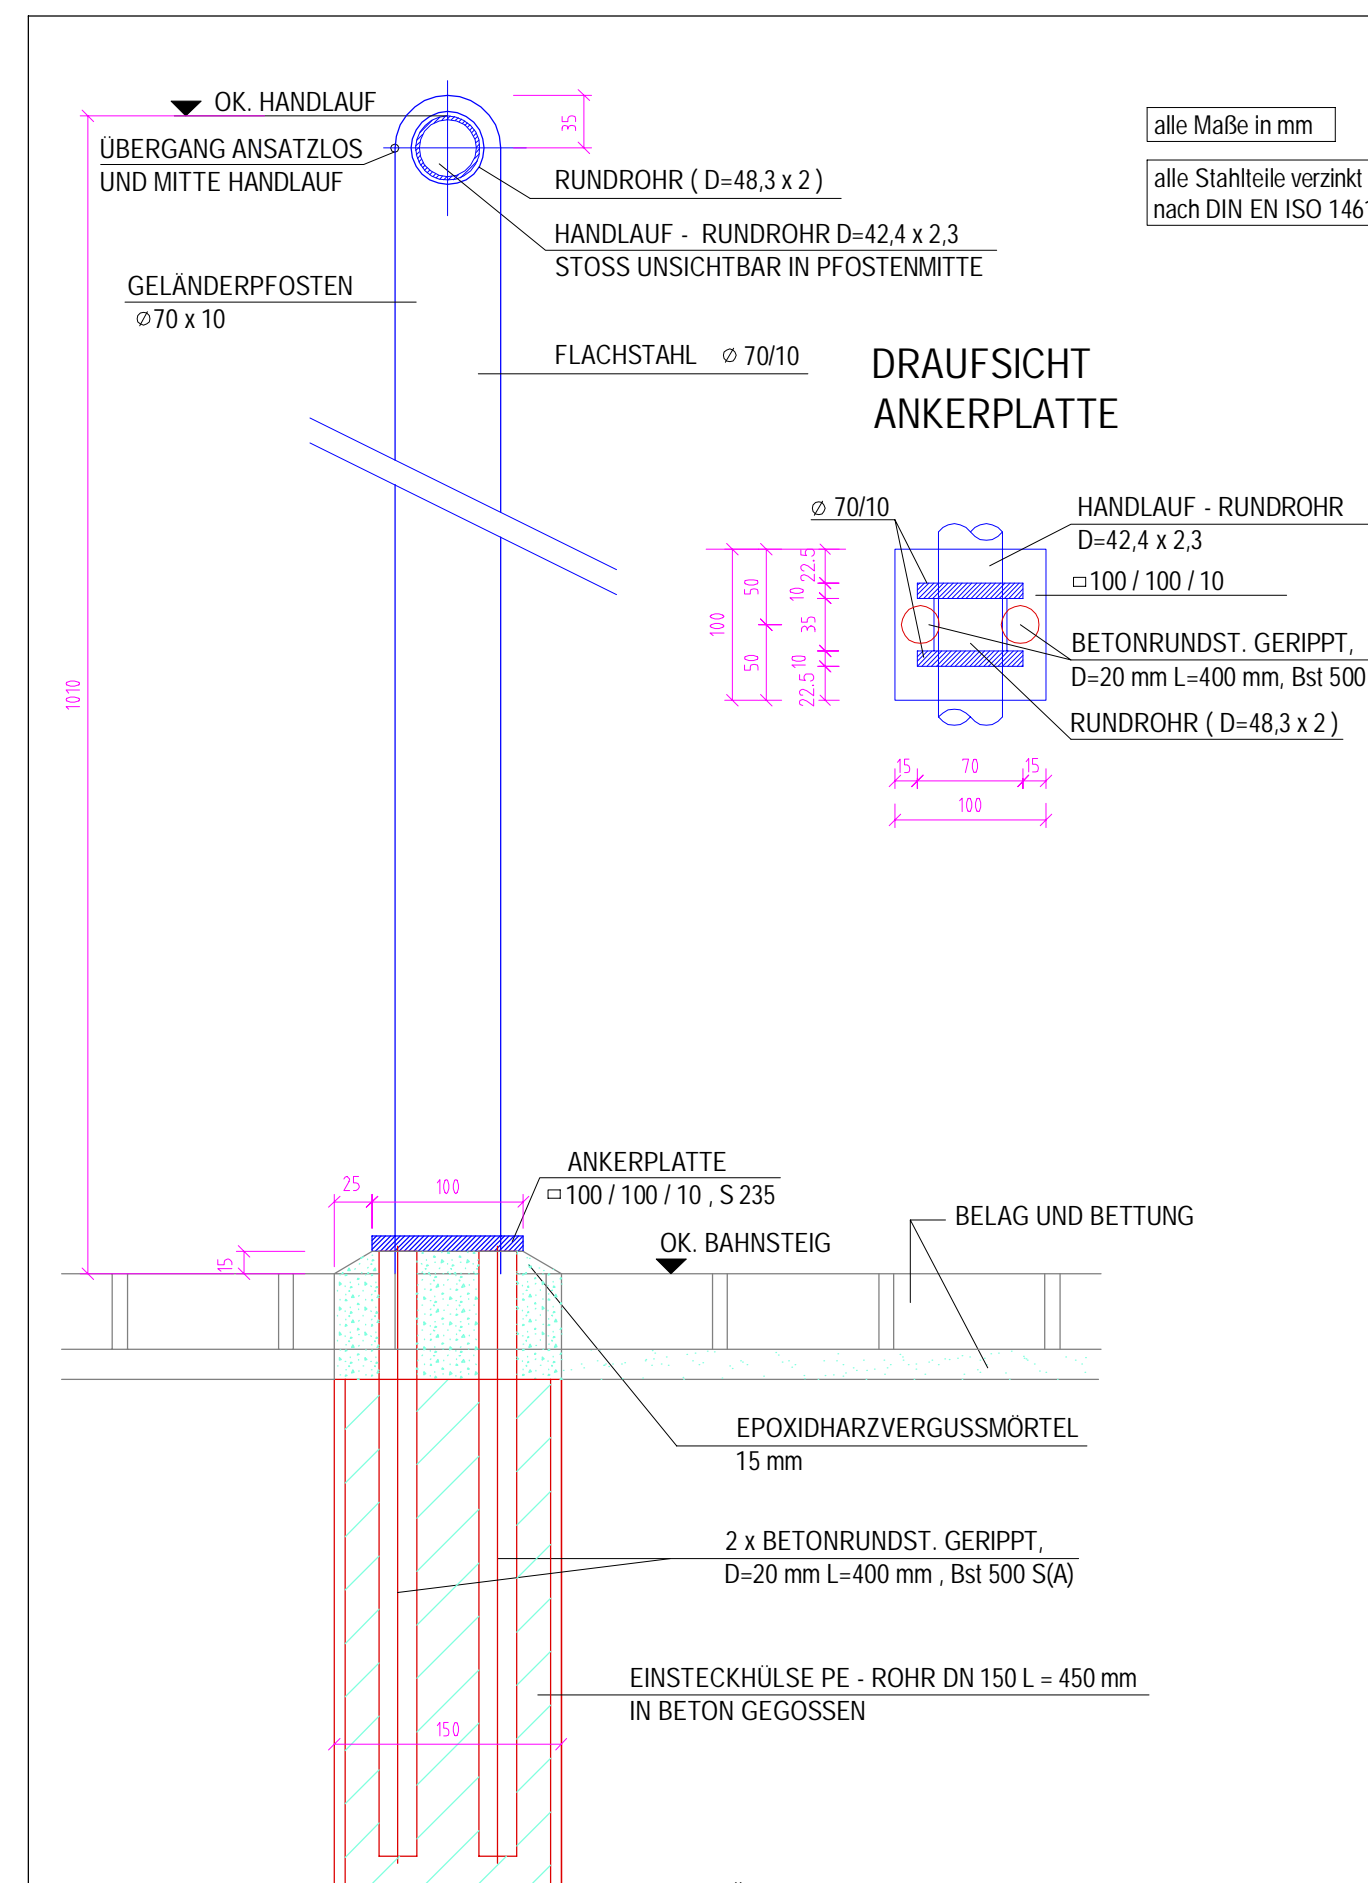 OK. HANDLAUF
ÜBERGANG ANSATZLOS
UND MITTE HANDLAUF
35
RUNDROHR ( D=48,3 x 2 )
HANDLAUF - RUNDROHR D=42,4 x 2,3
STOSS UNSICHTBAR IN PFOSTENMITTE
GELÄNDERPFOSTEN
⌀70 x 10
FLACHSTAHL ⌀ 70/10
alle Maße in mm
alle Stahlteile verzinkt
nach DIN EN ISO 1461
DRAUFSICHT
ANKERPLATTE
⌀ 70/10
HANDLAUF - RUNDROHR
D=42,4 x 2,3
□100 / 100 / 10
BETONRUNDST. GERIPPT,
D=20 mm L=400 mm, Bst 500
RUNDROHR ( D=48,3 x 2 )
100
50
50
22.5
10
35
10
22.5
15 70 15
100
1010
ANKERPLATTE
□100 / 100 / 10 , S 235
25 100
15
OK. BAHNSTEIG
BELAG UND BETTUNG
EPOXIDHARZVERGUSSMÖRTEL
15 mm
2 x BETONRUNDST. GERIPPT,
D=20 mm L=400 mm , Bst 500 S(A)
EINSTECKHÜLSE PE - ROHR DN 150 L = 450 mm
IN BETON GEGOSSEN
150